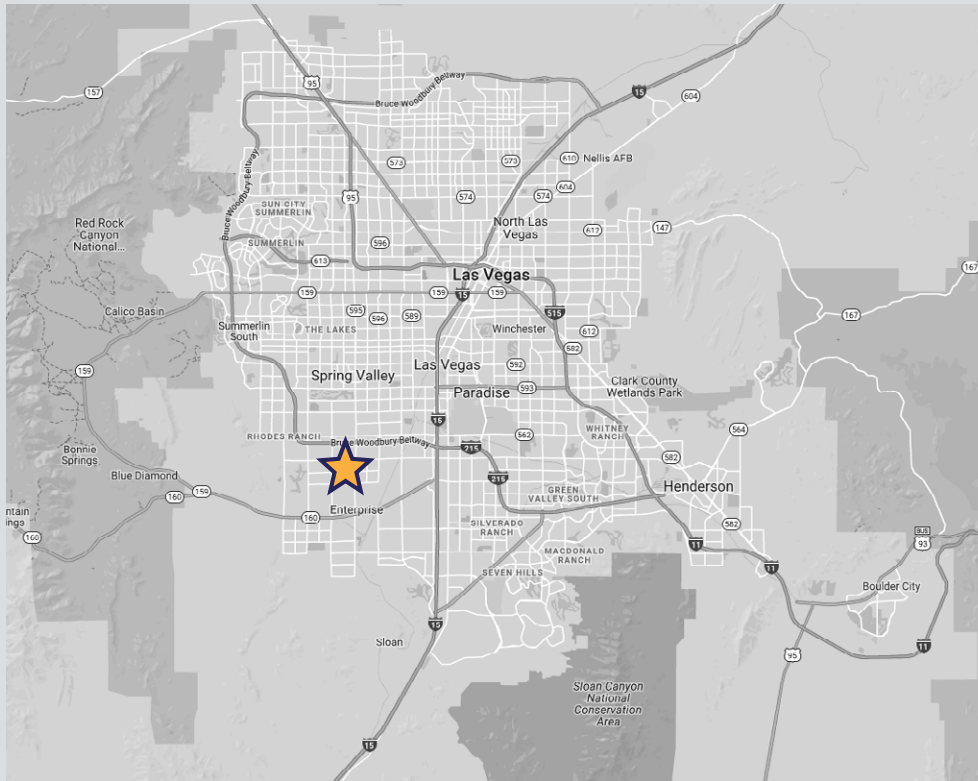 95
157
Bruce Woodbury Beltway
15
604
573
573
610
Nellis AFB
Bruce Woodbury Beltway
95
574
574
604
SUN CITY
SUMMERLIN
Red Rock
Canyon
National...
North Las
Vegas
612
147
SUMMERLIN
596
613
Las Vegas
167
159
159
15
159
Calico Basin
595
596
589
515
167
Summerlin
South
THE LAKES
Winchester
612
582
159
Spring Valley
Las Vegas
592
Paradise
593
Clark County
Wetlands Park
15
RHODES RANCH
Bruce Woodbury Beltway
215
562
WHITNEY
RANCH
564
Bonnie
Springs
582
Blue Diamond
160
159
215
Henderson
GREEN
VALLEY SOUTH
ntain
ings
160
160
Enterprise
SILVERADO
RANCH
582
BUS
93
11
MACDONALD
RANCH
SEVEN HILLS
11
Boulder City
15
Sloan
95
11
Sloan Canyon
National
Conservation
Area
15